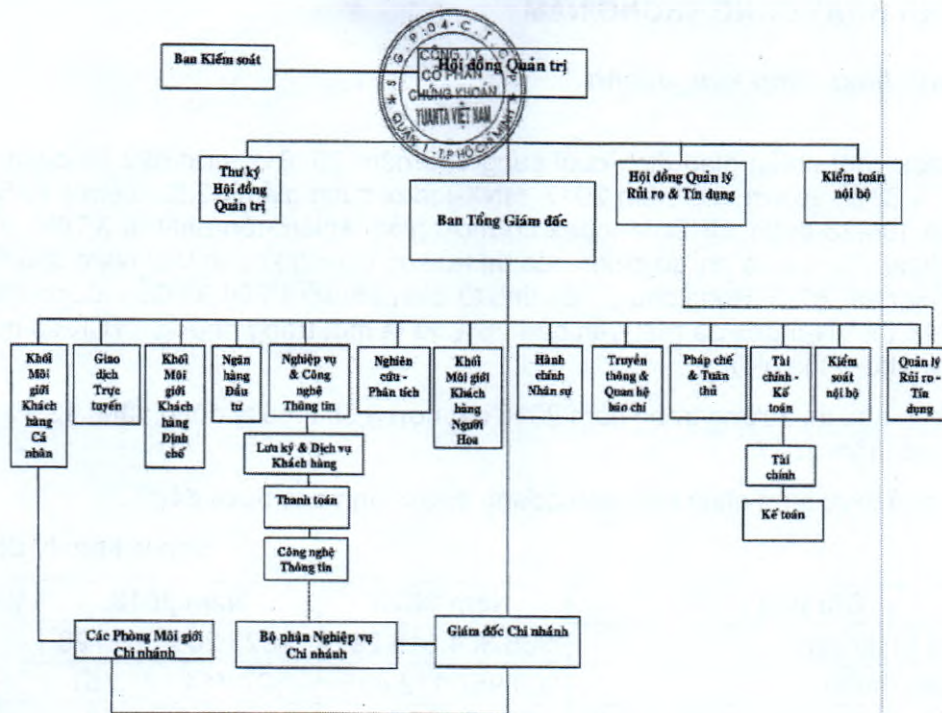 Ban Kiểm soát
Hội đồng Quản trị
S.G.P:04-C.T.C
CÔNG TY
CỔ PHẦN
CHỨNG KHOÁN
YUANTA VIỆT NAM
QUẬN 1 - T.P HỒ CHÍ MINH
Thư ký
Hội đồng
Quản trị
Ban Tổng Giám đốc
Hội đồng Quản lý
Rủi ro & Tín dụng
Kiểm toán
nội bộ
Khối
Môi
giới
Khách
hàng
Cá
nhân
Giao
dịch
Trực
tuyến
Khối
Môi
giới
Khách
hàng
Định
chế
Ngân
hàng
Đầu
tư
Nghiệp vụ
& Công
nghệ
Thông tin
Nghiên
cứu -
Phân tích
Khối
Môi giới
Khách
hàng
Người
Hoa
Hành
chính
Nhân sự
Truyền
thông &
Quan hệ
báo chí
Pháp chế
& Tuân
thủ
Tài
chính -
Kế
toán
Kiểm
soát
nội bộ
Quản lý
Rủi ro -
Tín
dụng
Lưu ký & Dịch vụ
Khách hàng
Thanh toán
Công nghệ
Thông tin
Tài
chính
Kế toán
Các Phòng Môi giới
Chi nhánh
Bộ phận Nghiệp vụ
Chi nhánh
Giám đốc Chi nhánh